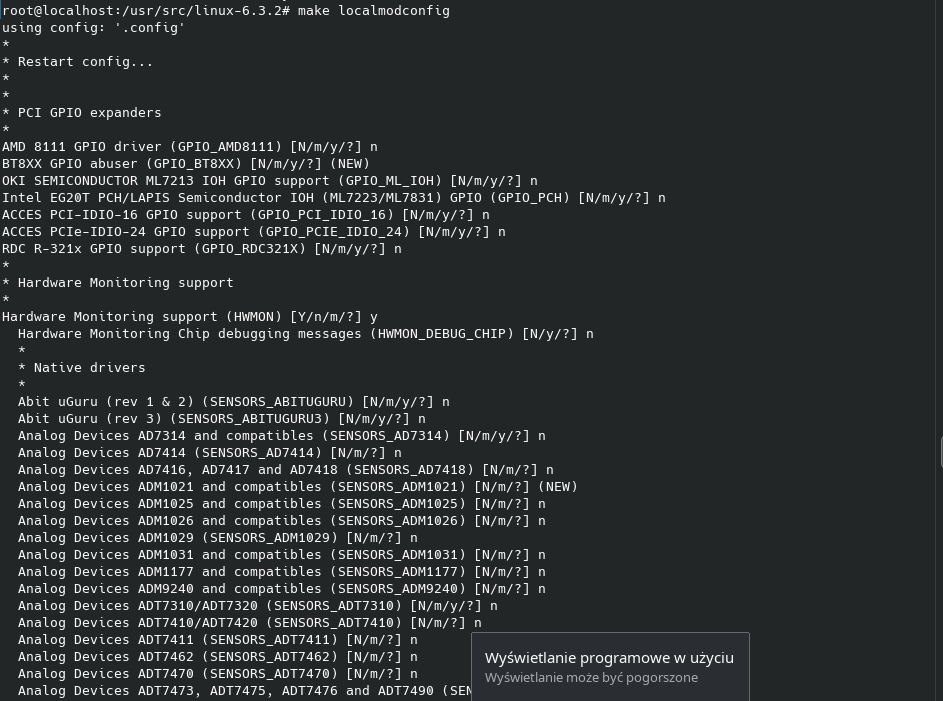 root@localhost:/usr/src/linux-6.3.2# make localmodconfig
using config: '.config'
*
* Restart config...
*
*
* PCI GPIO expanders
*
AMD 8111 GPIO driver (GPIO_AMD8111) [N/m/y/?] n
BT8XX GPIO abuser (GPIO_BT8XX) [N/m/y/?] (NEW)
OKI SEMICONDUCTOR ML7213 IOH GPIO support (GPIO_ML_IOH) [N/m/y/?] n
Intel EG20T PCH/LAPIS Semiconductor IOH (ML7223/ML7831) GPIO (GPIO_PCH) [N/m/y/?] n
ACCES PCI-IDIO-16 GPIO support (GPIO_PCI_IDIO_16) [N/m/y/?] n
ACCES PCIe-IDIO-24 GPIO support (GPIO_PCIE_IDIO_24) [N/m/y/?] n
RDC R-321x GPIO support (GPIO_RDC321X) [N/m/y/?] n
*
* Hardware Monitoring support
*
Hardware Monitoring support (HWMON) [Y/n/m/?] y
  Hardware Monitoring Chip debugging messages (HWMON_DEBUG_CHIP) [N/y/?] n
  *
  * Native drivers
  *
  Abit uGuru (rev 1 & 2) (SENSORS_ABITUGURU) [N/m/y/?] n
  Abit uGuru (rev 3) (SENSORS_ABITUGURU3) [N/m/y/?] n
  Analog Devices AD7314 and compatibles (SENSORS_AD7314) [N/m/y/?] n
  Analog Devices AD7414 (SENSORS_AD7414) [N/m/?] n
  Analog Devices AD7416, AD7417 and AD7418 (SENSORS_AD7418) [N/m/?] n
  Analog Devices ADM1021 and compatibles (SENSORS_ADM1021) [N/m/?] (NEW)
  Analog Devices ADM1025 and compatibles (SENSORS_ADM1025) [N/m/?] n
  Analog Devices ADM1026 and compatibles (SENSORS_ADM1026) [N/m/?] n
  Analog Devices ADM1029 (SENSORS_ADM1029) [N/m/?] n
  Analog Devices ADM1031 and compatibles (SENSORS_ADM1031) [N/m/?] n
  Analog Devices ADM1177 and compatibles (SENSORS_ADM1177) [N/m/?] n
  Analog Devices ADM9240 and compatibles (SENSORS_ADM9240) [N/m/?] n
  Analog Devices ADT7310/ADT7320 (SENSORS_ADT7310) [N/m/y/?] n
  Analog Devices ADT7410/ADT7420 (SENSORS_ADT7410) [N/m/?] n
  Analog Devices ADT7411 (SENSORS_ADT7411) [N/m/?] n
  Analog Devices ADT7462 (SENSORS_ADT7462) [N/m/?] n
  Analog Devices ADT7470 (SENSORS_ADT7470) [N/m/?] n
  Analog Devices ADT7473, ADT7475, ADT7476 and ADT7490 (SEN
Wyświetlanie programowe w użyciu
Wyświetlanie może być pogorszone